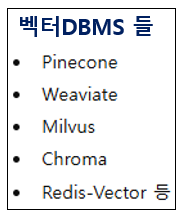 벡터DBMS 들
• Pinecone
• Weaviate
• Milvus
• Chroma
• Redis-Vector 등